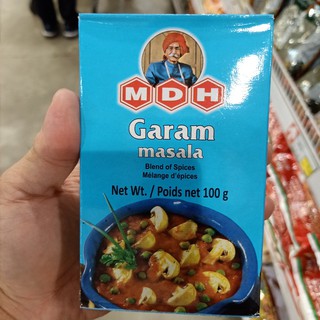 MDH
Garam
masala
Blend of Spices
Mélange d'épices
Net Wt. / Poids net 100 g